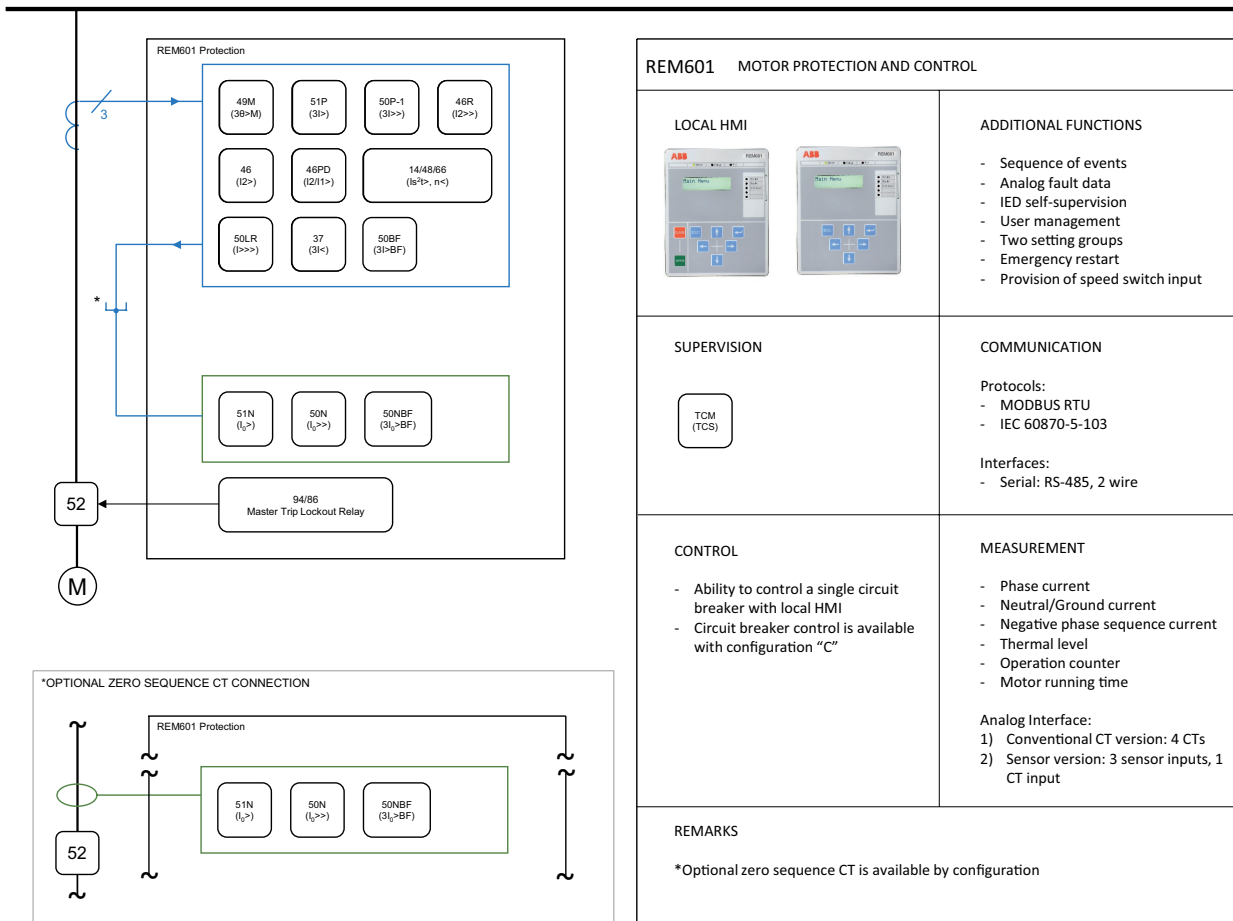 REM601 Protection
3
49M
(3θ>M)
51P
(3I>)
50P-1
(3I>>)
46R
(I2>>)
46
(I2>)
46PD
(I2/I1>)
14/48/66
(Is²t>, n<)
50LR
(I>>>)
37
(3I<)
50BF
(3I>BF)
*
51N
(I₀>)
50N
(I₀>>)
50NBF
(3I₀>BF)
52
94/86
Master Trip Lockout Relay
M
*OPTIONAL ZERO SEQUENCE CT CONNECTION
REM601 Protection
51N
(I₀>)
50N
(I₀>>)
50NBF
(3I₀>BF)
52
REM601 MOTOR PROTECTION AND CONTROL
LOCAL HMI
ABB REM601
Main Menu
ABB REM601
Main Menu
ADDITIONAL FUNCTIONS
- Sequence of events
- Analog fault data
- IED self-supervision
- User management
- Two setting groups
- Emergency restart
- Provision of speed switch input
SUPERVISION
TCM
(TCS)
COMMUNICATION
Protocols:
- MODBUS RTU
- IEC 60870-5-103
Interfaces:
- Serial: RS-485, 2 wire
CONTROL
- Ability to control a single circuit
breaker with local HMI
- Circuit breaker control is available
with configuration “C”
MEASUREMENT
- Phase current
- Neutral/Ground current
- Negative phase sequence current
- Thermal level
- Operation counter
- Motor running time
Analog Interface:
1) Conventional CT version: 4 CTs
2) Sensor version: 3 sensor inputs, 1
CT input
REMARKS
*Optional zero sequence CT is available by configuration